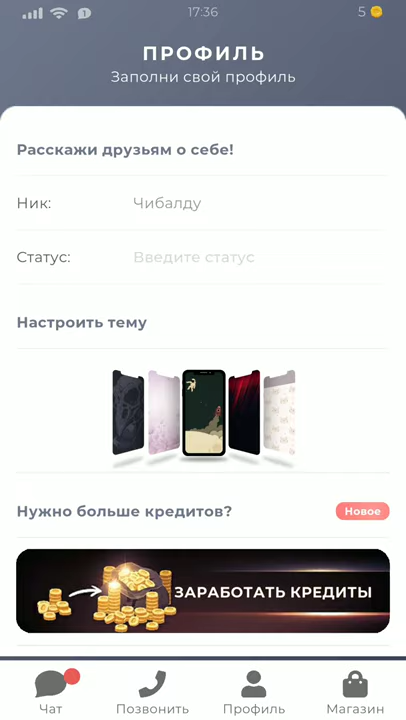 17:36
5
1
ПРОФИЛЬ
Заполни свой профиль
Расскажи друзьям о себе!
Ник: Чибалду
Статус: Введите статус
Настроить тему
Нужно больше кредитов? Новое
ЗАРАБОТАТЬ КРЕДИТЫ
Чат Позвонить Профиль Магазин